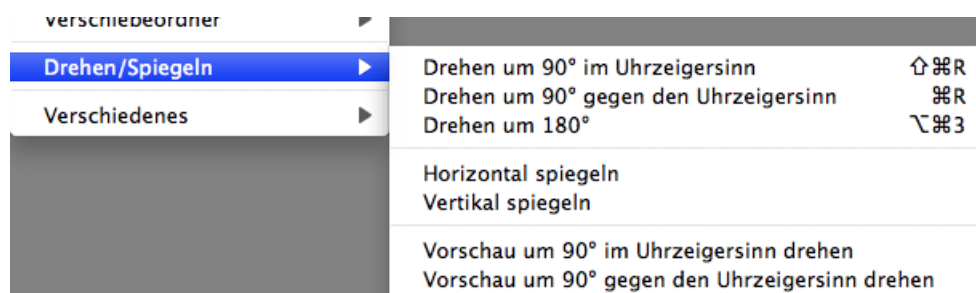 Verschiebeordner
Drehen/Spiegeln
Verschiedenes
Drehen um 90° im Uhrzeigersinn ⇧⌘R
Drehen um 90° gegen den Uhrzeigersinn ⌘R
Drehen um 180° ⌥⌘3
Horizontal spiegeln
Vertikal spiegeln
Vorschau um 90° im Uhrzeigersinn drehen
Vorschau um 90° gegen den Uhrzeigersinn drehen